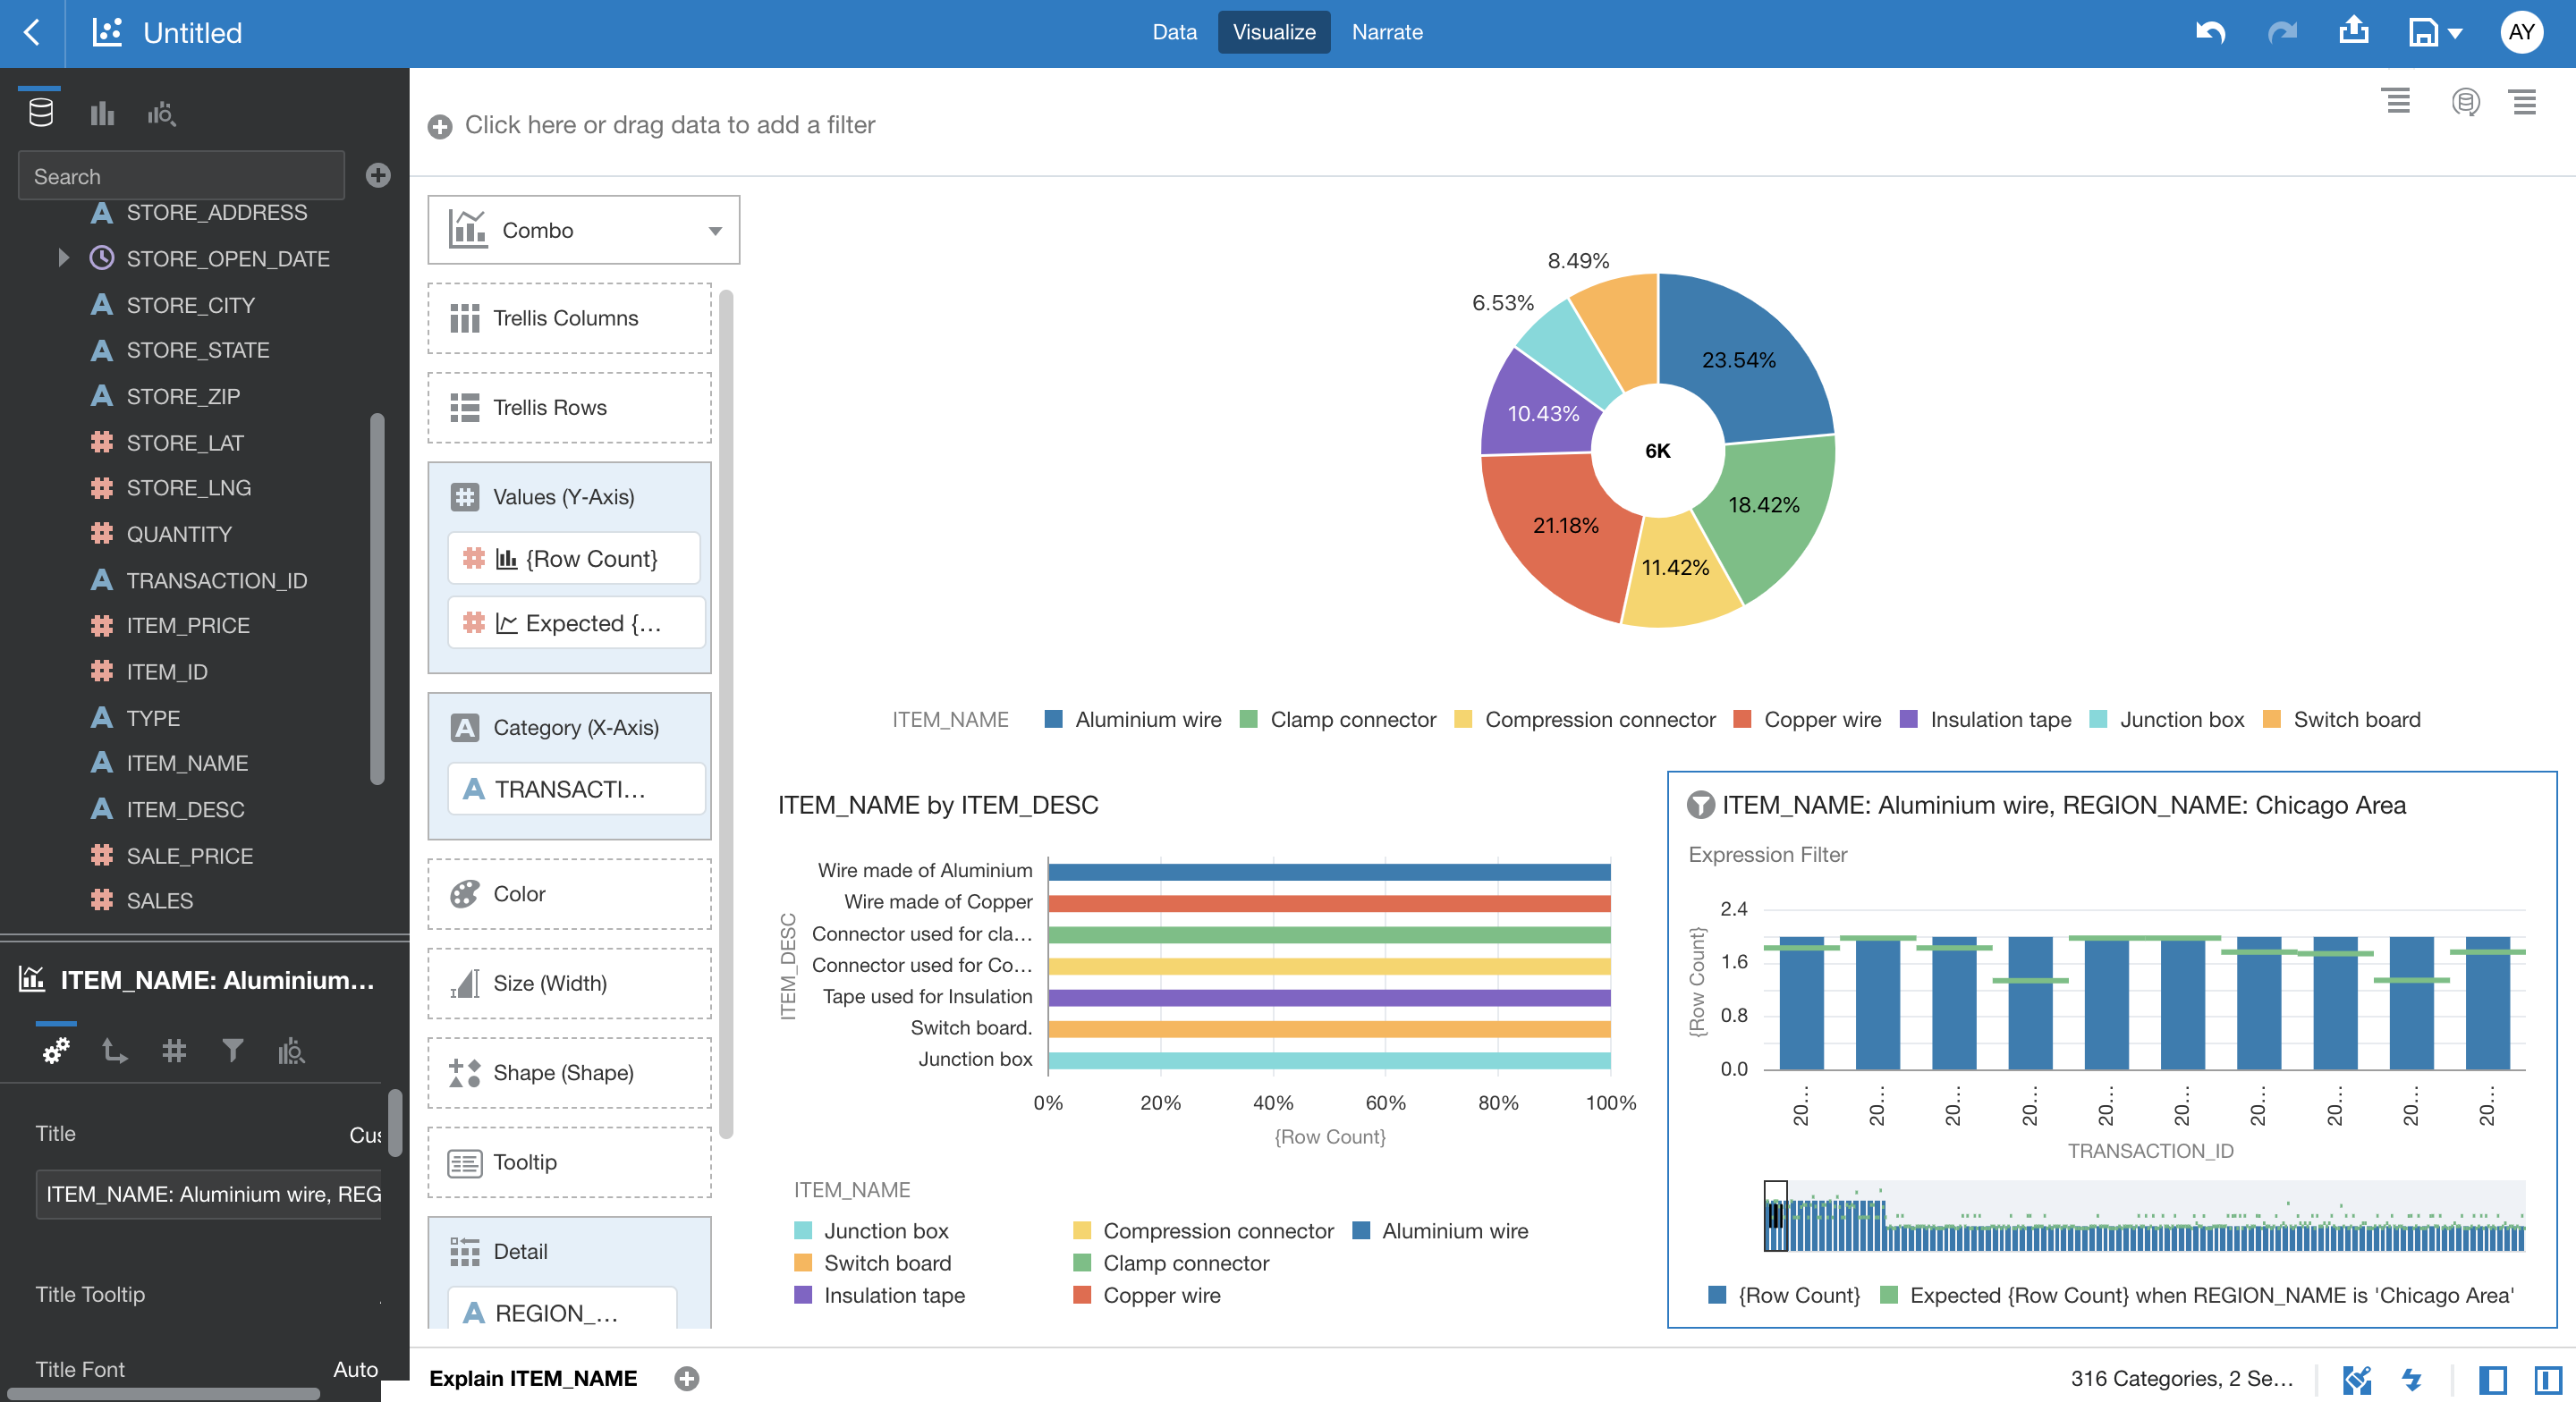 Untitled
Data Visualize Narrate
AY
Search
STORE_ADDRESS
STORE_OPEN_DATE
STORE_CITY
STORE_STATE
STORE_ZIP
STORE_LAT
STORE_LNG
QUANTITY
TRANSACTION_ID
ITEM_PRICE
ITEM_ID
TYPE
ITEM_NAME
ITEM_DESC
SALE_PRICE
SALES
ITEM_NAME: Aluminium...
Title Cus
ITEM_NAME: Aluminium wire, REG
Title Tooltip
Title Font Auto
Click here or drag data to add a filter
Combo
Trellis Columns
Trellis Rows
Values (Y-Axis)
{Row Count}
Expected {...
Category (X-Axis)
TRANSACTI...
Color
Size (Width)
Shape (Shape)
Tooltip
Detail
REGION_...
8.49%
6.53%
23.54%
10.43%
6K
18.42%
21.18%
11.42%
ITEM_NAME Aluminium wire Clamp connector Compression connector Copper wire Insulation tape Junction box Switch board
ITEM_NAME by ITEM_DESC
ITEM_DESC
Wire made of Aluminium
Wire made of Copper
Connector used for cla...
Connector used for Co...
Tape used for Insulation
Switch board.
Junction box
0% 20% 40% 60% 80% 100%
{Row Count}
ITEM_NAME
Junction box Compression connector Aluminium wire
Switch board Clamp connector
Insulation tape Copper wire
ITEM_NAME: Aluminium wire, REGION_NAME: Chicago Area
Expression Filter
{Row Count}
2.4
1.6
0.8
0.0
20... 20... 20... 20... 20... 20... 20... 20... 20... 20...
TRANSACTION_ID
{Row Count} Expected {Row Count} when REGION_NAME is 'Chicago Area'
Explain ITEM_NAME
316 Categories, 2 Se...